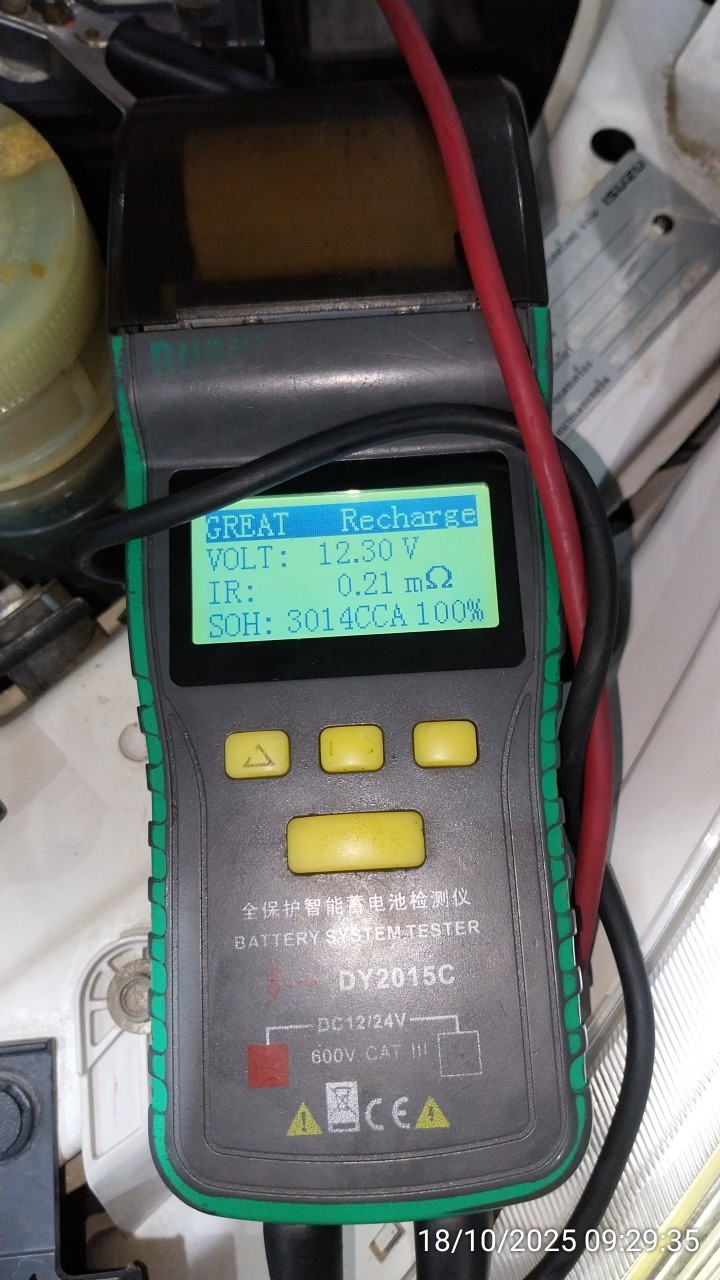 ISUZU
GREAT Recharge
VOLT: 12.30 V
IR: 0.21 mΩ
SOH: 3014CCA 100%
全保护智能蓄电池检测仪
BATTERY SYSTEM TESTER
DY2015C
DC12/24V
600V CAT III
CE
18/10/2025 09:29:35